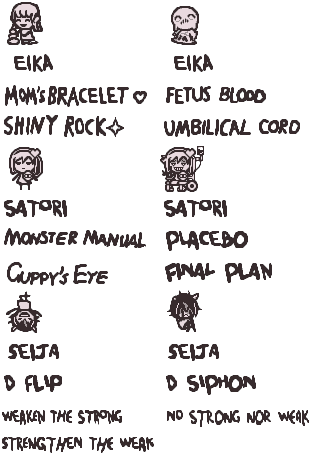 EIKA
MOM'S BRACELET ♡
SHINY ROCK✧
EIKA
FETUS BLOOD
UMBILICAL CORD
SATORI
MONSTER MANUAL
GUPPY'S EYE
SATORI
PLACEBO
FINAL PLAN
SEIJA
D FLIP
WEAKEN THE STRONG
STRENGTHEN THE WEAK
SEIJA
D SIPHON
NO STRONG NOR WEAK